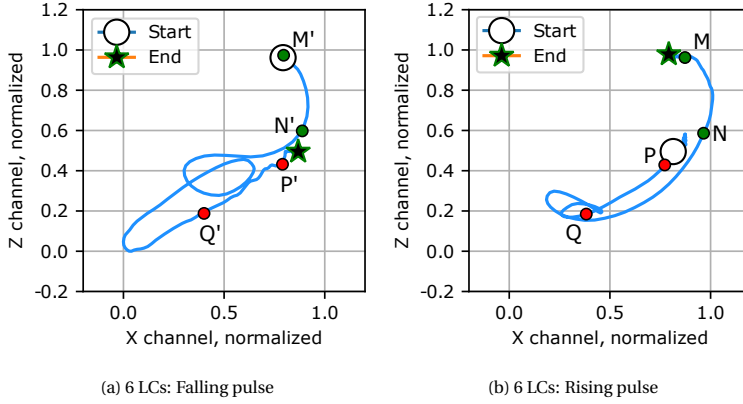 1.2
1.0
0.8
0.6
0.4
0.2
0.0
-0.2
Z channel, normalized
Start
End
M'
N'
P'
Q'
0.0 0.5 1.0
X channel, normalized
(a) 6 LCs: Falling pulse
1.2
1.0
0.8
0.6
0.4
0.2
0.0
-0.2
Z channel, normalized
Start
End
M
N
P
Q
0.0 0.5 1.0
X channel, normalized
(b) 6 LCs: Rising pulse